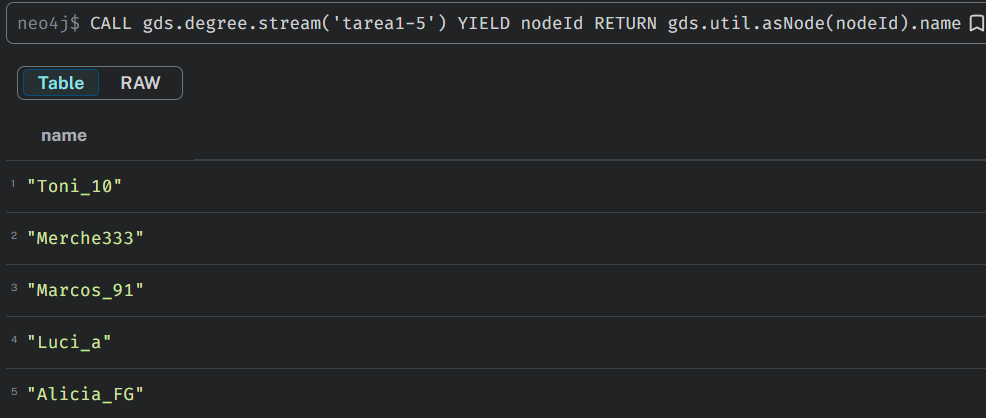 neo4j$ CALL gds.degree.stream('tarea1-5') YIELD nodeId RETURN gds.util.asNode(nodeId).name
Table RAW
name
1 "Toni_10"
2 "Merche333"
3 "Marcos_91"
4 "Luci_a"
5 "Alicia_FG"